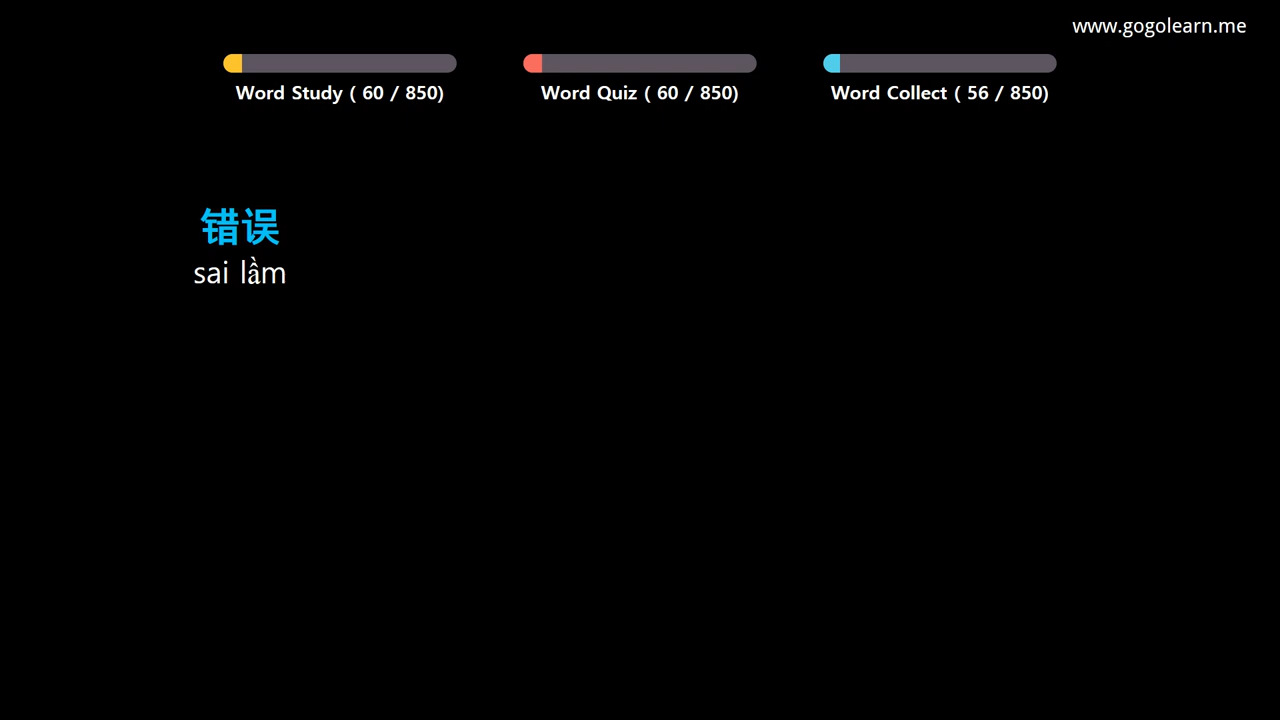 www.gogolearn.me
Word Study ( 60 / 850)
Word Quiz ( 60 / 850)
Word Collect ( 56 / 850)
错误
sai lầm